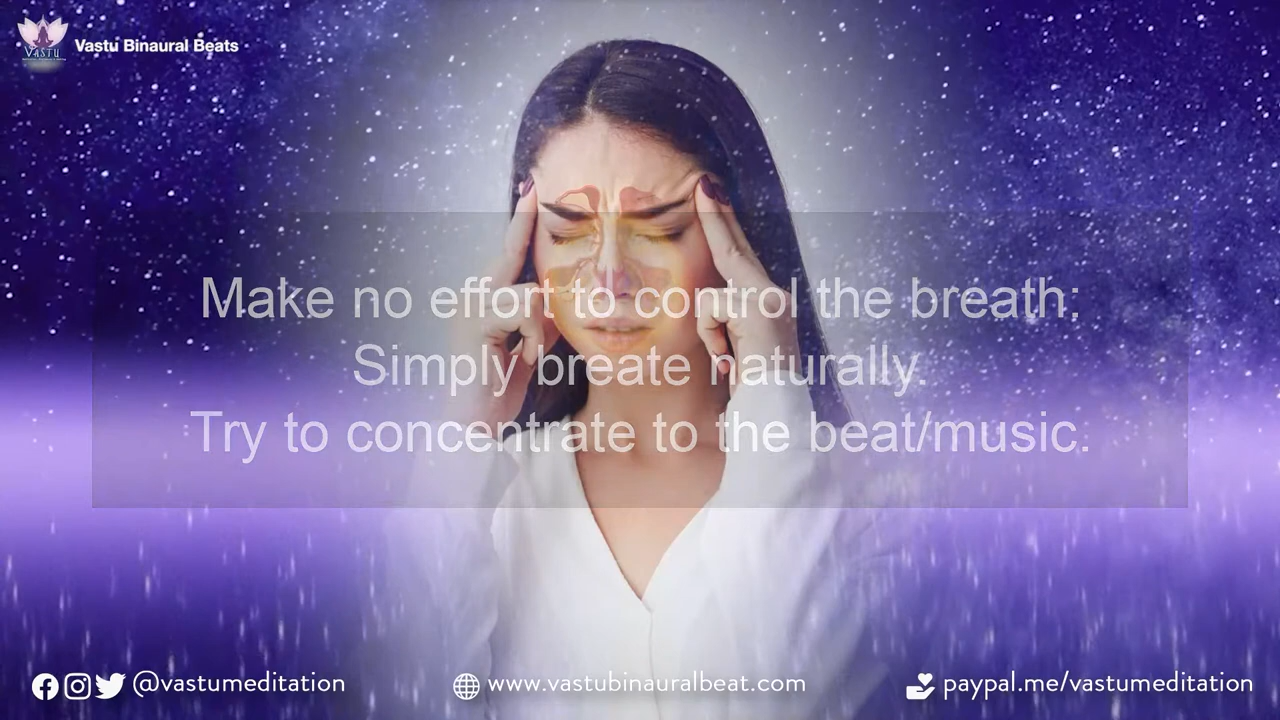 VASTU
Vastu Binaural Beats
Make no effort to control the breath;
Simply breate naturally.
Try to concentrate to the beat/music.
@vastumeditation
www.vastubinauralbeat.com
paypal.me/vastumeditation